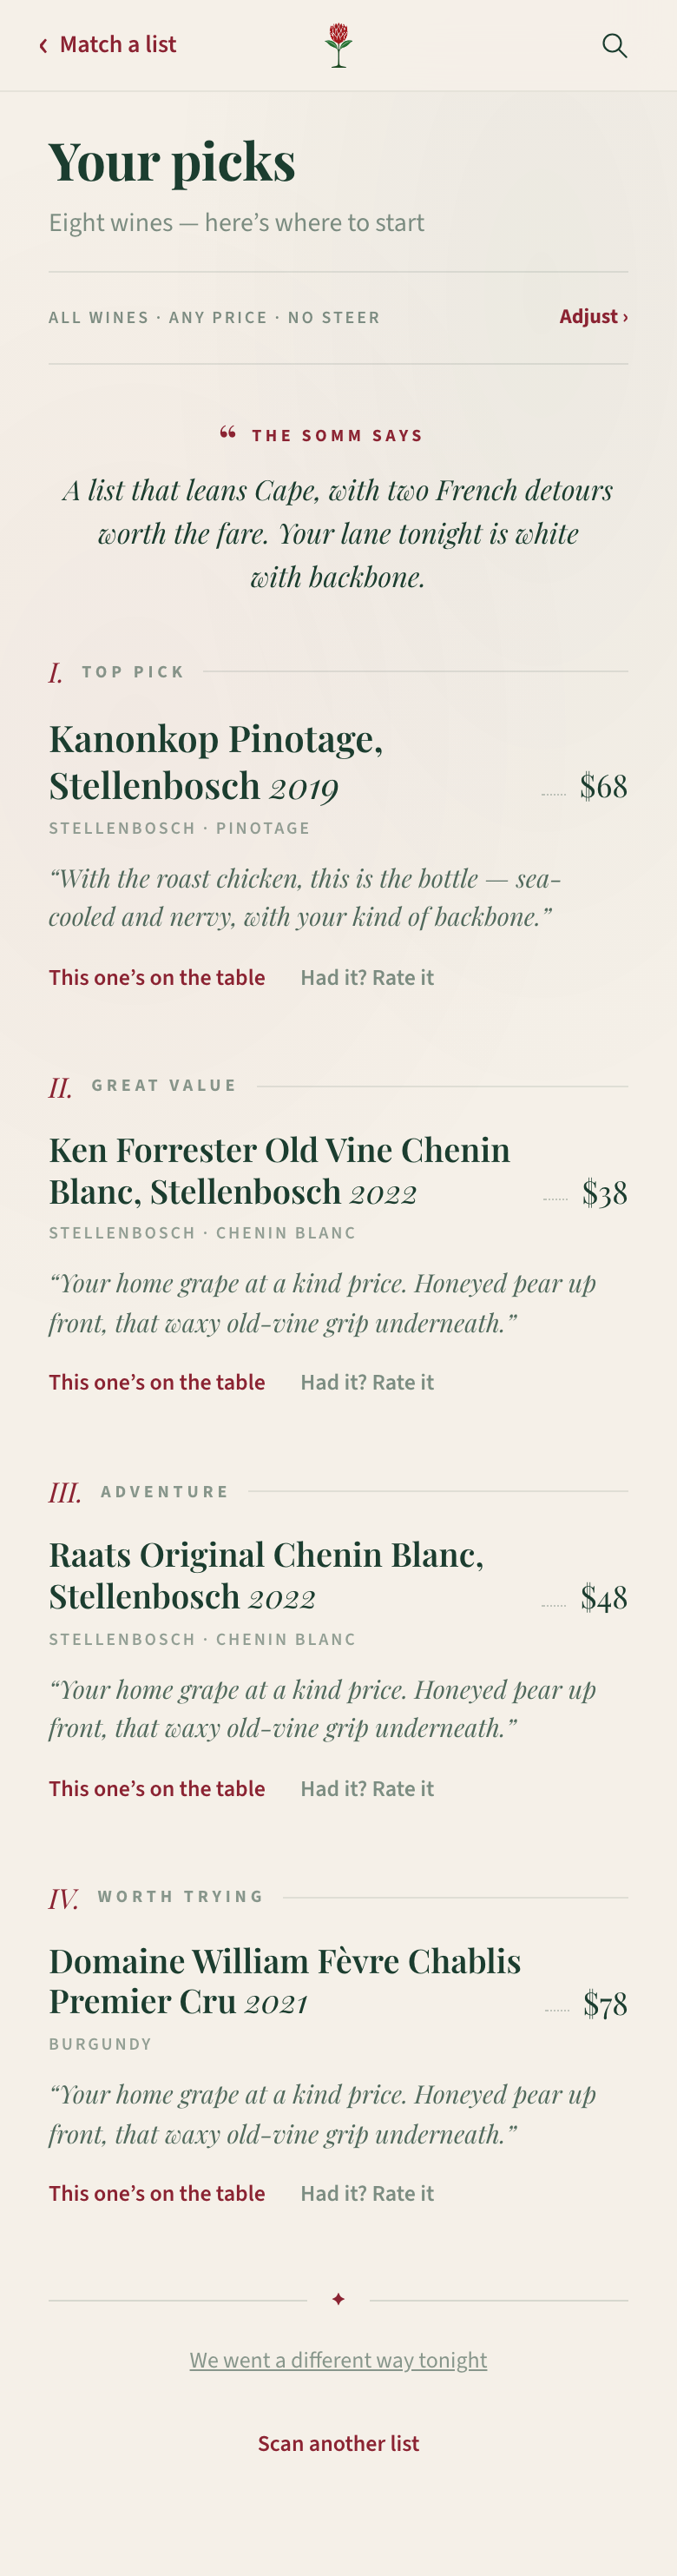 ‹ Match a list
Your picks
Eight wines — here’s where to start
ALL WINES · ANY PRICE · NO STEER
Adjust ›
“ THE SOMM SAYS
A list that leans Cape, with two French detours
worth the fare. Your lane tonight is white
with backbone.
I. TOP PICK
Kanonkop Pinotage,
Stellenbosch 2019 ...... $68
STELLENBOSCH · PINOTAGE
“With the roast chicken, this is the bottle — sea-
cooled and nervy, with your kind of backbone.”
This one’s on the table Had it? Rate it
II. GREAT VALUE
Ken Forrester Old Vine Chenin
Blanc, Stellenbosch 2022 ...... $38
STELLENBOSCH · CHENIN BLANC
“Your home grape at a kind price. Honeyed pear up
front, that waxy old-vine grip underneath.”
This one’s on the table Had it? Rate it
III. ADVENTURE
Raats Original Chenin Blanc,
Stellenbosch 2022 ...... $48
STELLENBOSCH · CHENIN BLANC
“Your home grape at a kind price. Honeyed pear up
front, that waxy old-vine grip underneath.”
This one’s on the table Had it? Rate it
IV. WORTH TRYING
Domaine William Fèvre Chablis
Premier Cru 2021 ...... $78
BURGUNDY
“Your home grape at a kind price. Honeyed pear up
front, that waxy old-vine grip underneath.”
This one’s on the table Had it? Rate it
We went a different way tonight
Scan another list